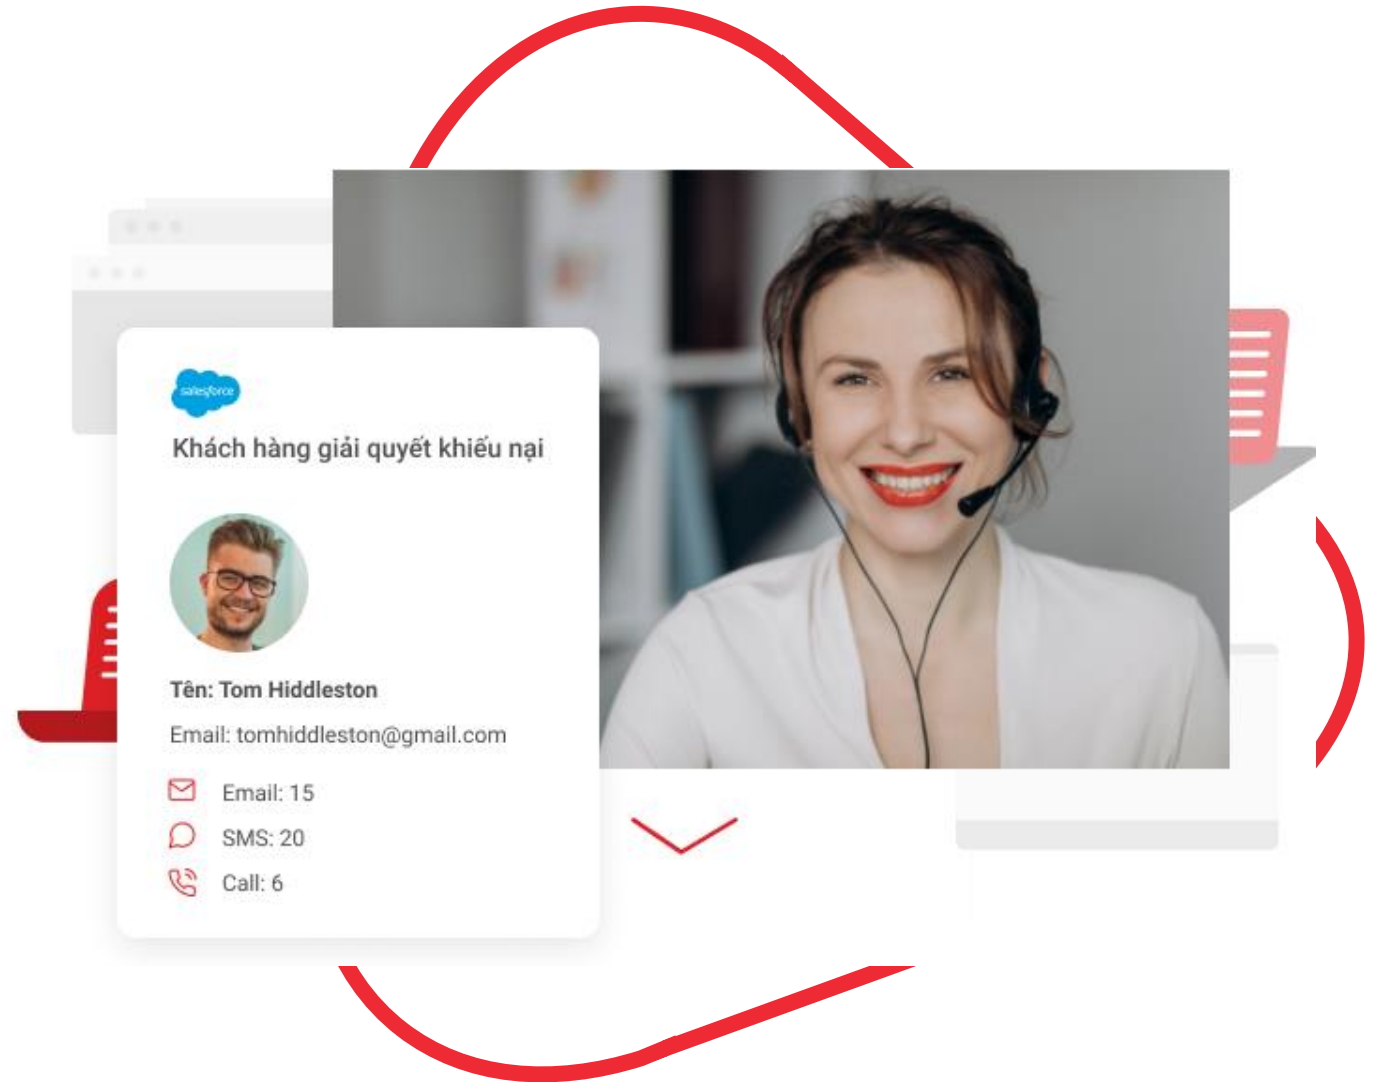 salesforce
Khách hàng giải quyết khiếu nại
Tên: Tom Hiddleston
Email: tomhiddleston@gmail.com
Email: 15
SMS: 20
Call: 6